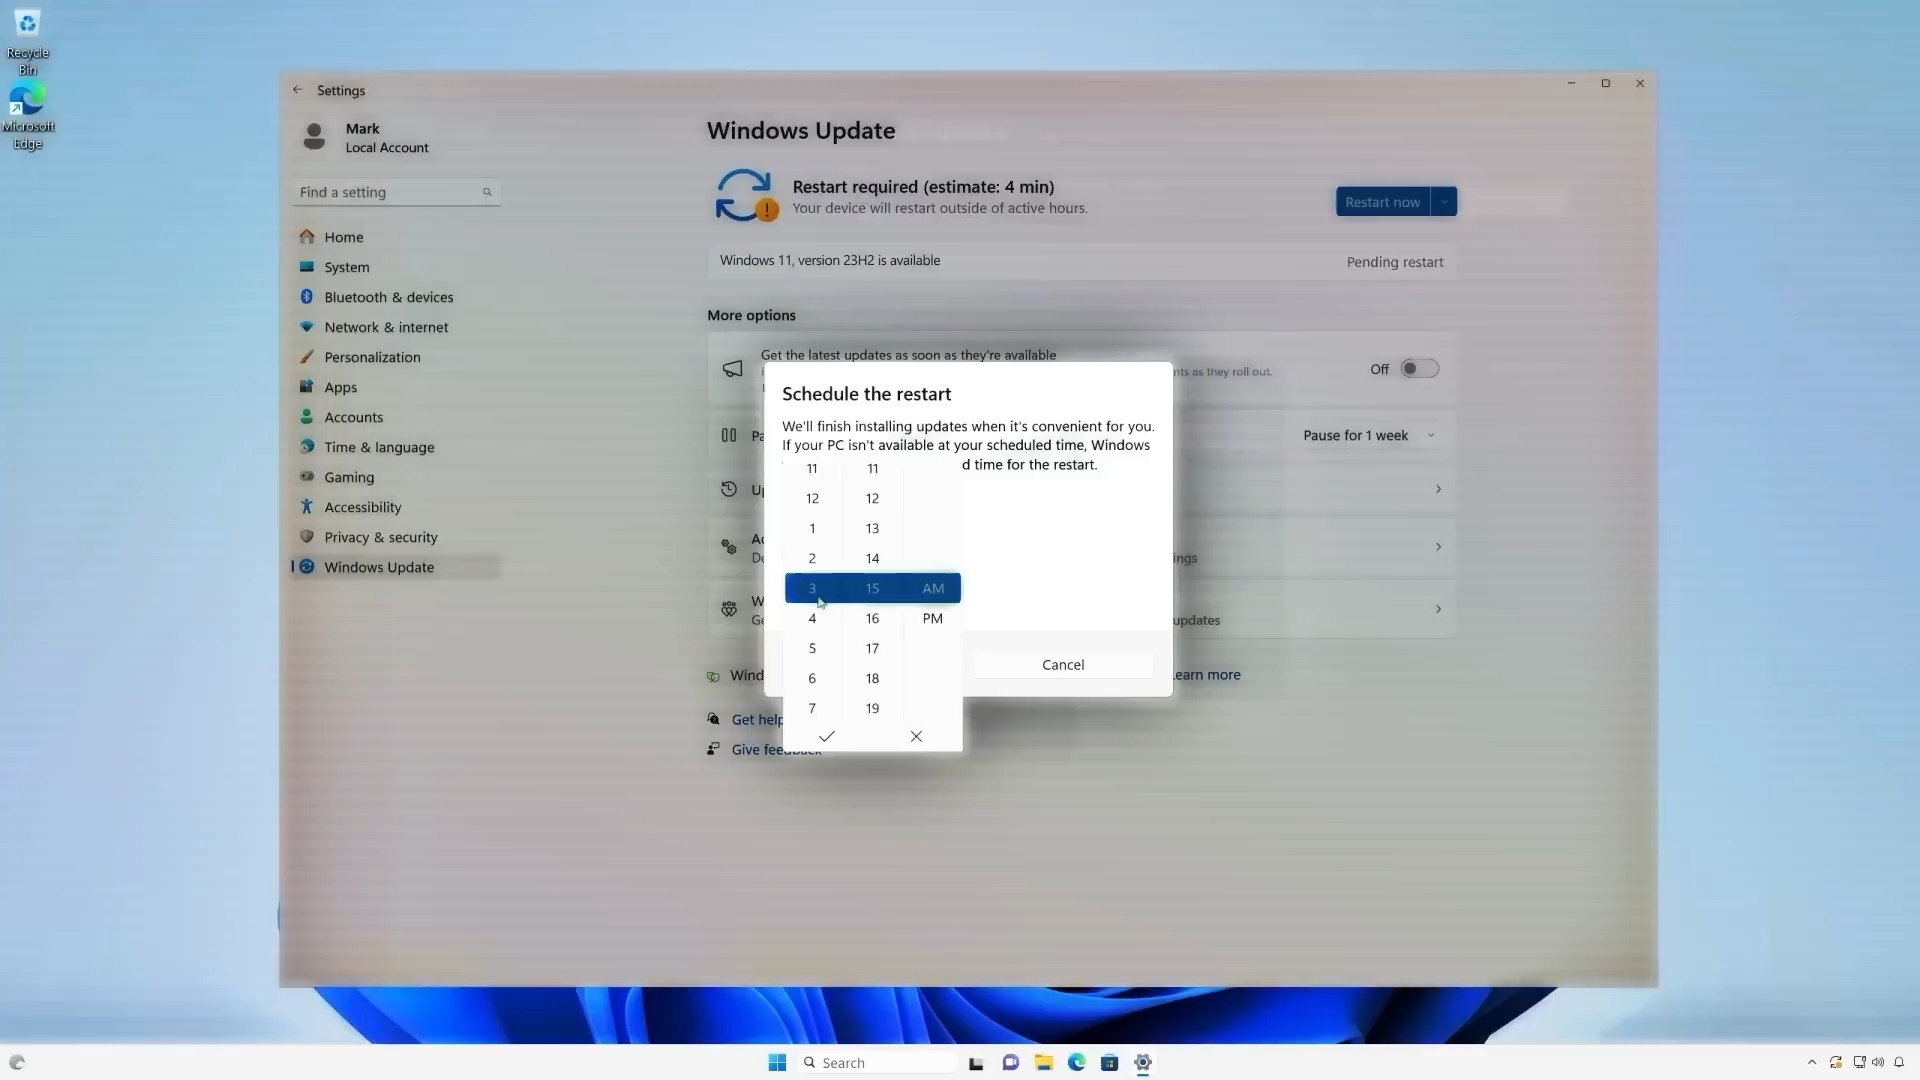 Recycle
Bin
Microsoft
Edge
Settings
Mark
Local Account
Find a setting
Home
System
Bluetooth & devices
Network & internet
Personalization
Apps
Accounts
Time & language
Gaming
Accessibility
Privacy & security
Windows Update
Windows Update
Restart required (estimate: 4 min)
Your device will restart outside of active hours.
Restart now
Windows 11, version 23H2 is available
Pending restart
More options
Get the latest updates as soon as they're available
as they roll out.
Off
Pause for 1 week
updates
Get help
Give feedback
Schedule the restart
We'll finish installing updates when it's convenient for you.
If your PC isn't available at your scheduled time, Windows
time for the restart.
11 11
12 12
1 13
2 14
3 15 AM
4 16 PM
5 17
6 18
7 19
Cancel
Search